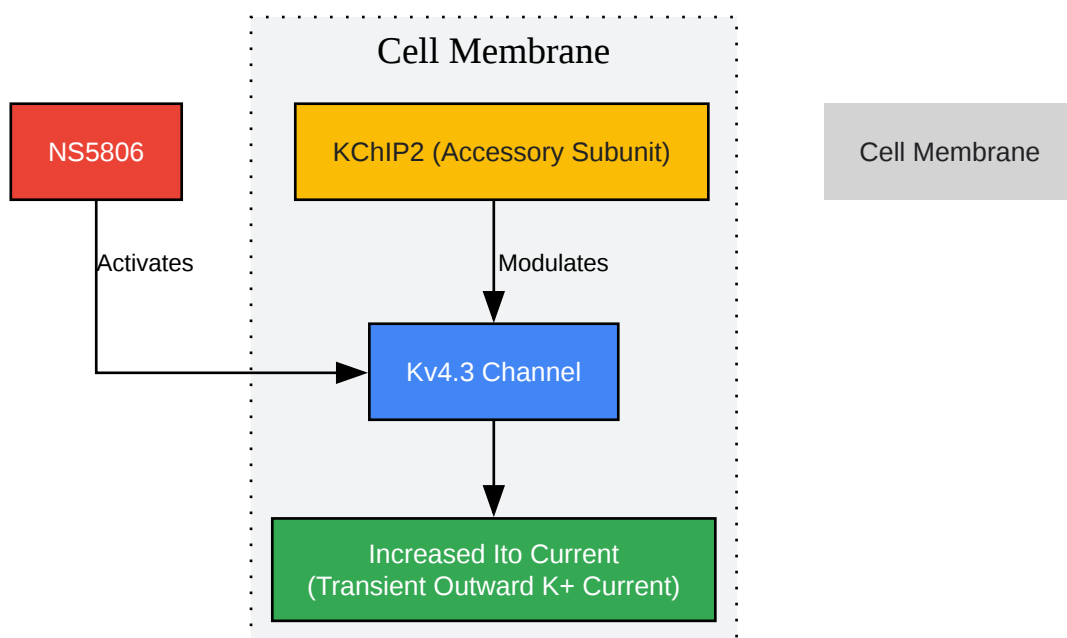 Cell Membrane
NS5806
KChIP2 (Accessory Subunit)
Cell Membrane
Activates
Modulates
Kv4.3 Channel
Increased Ito Current
(Transient Outward K+ Current)